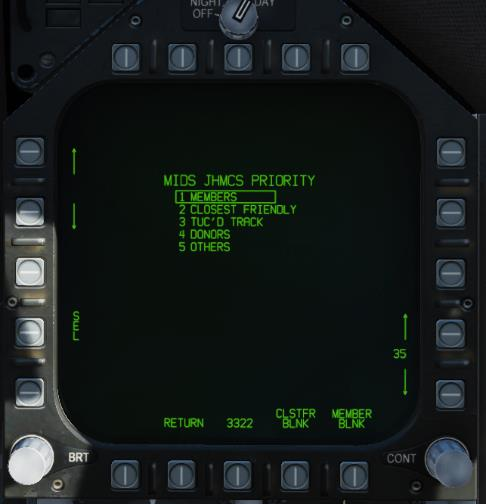 NIGHT
DAY
OFF
MIDS JHMCS PRIORITY
1 MEMBERS
2 CLOSEST FRIENDLY
3 TUC'D TRACK
4 DONORS
5 OTHERS
SEL
35
RETURN
3322
CLSTFR
BLNK
MEMBER
BLNK
BRT
CONT